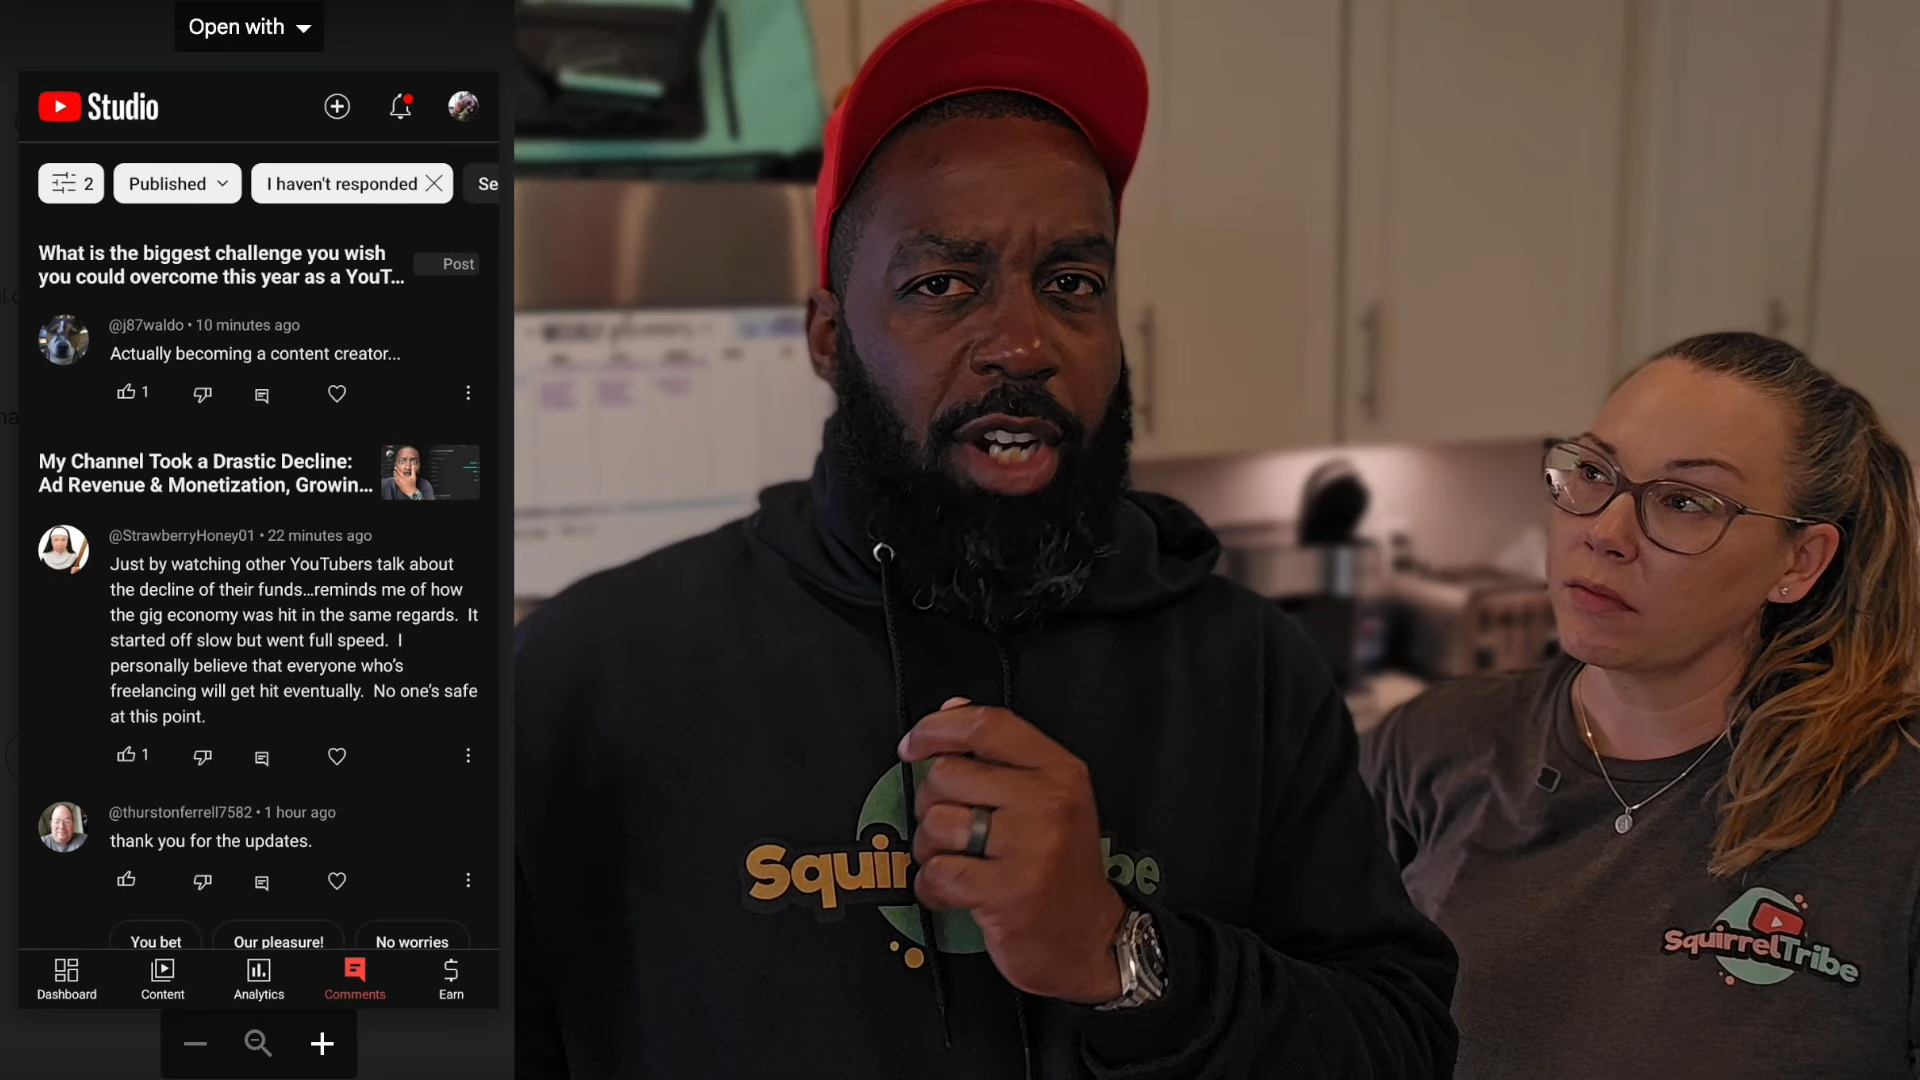 Open with
Studio
2
Published
I haven't responded
Se
What is the biggest challenge you wish
you could overcome this year as a YouT...
Post
@j87waldo • 10 minutes ago
Actually becoming a content creator...
1
My Channel Took a Drastic Decline:
Ad Revenue & Monetization, Growin...
@StrawberryHoney01 • 22 minutes ago
Just by watching other YouTubers talk about
the decline of their funds...reminds me of how
the gig economy was hit in the same regards. It
started off slow but went full speed. I
personally believe that everyone who's
freelancing will get hit eventually. No one's safe
at this point.
1
@thurstonferrell7582 • 1 hour ago
thank you for the updates.
You bet
Our pleasure!
No worries
Dashboard
Content
Analytics
Comments
Earn
Squir
be
SquirrelTribe